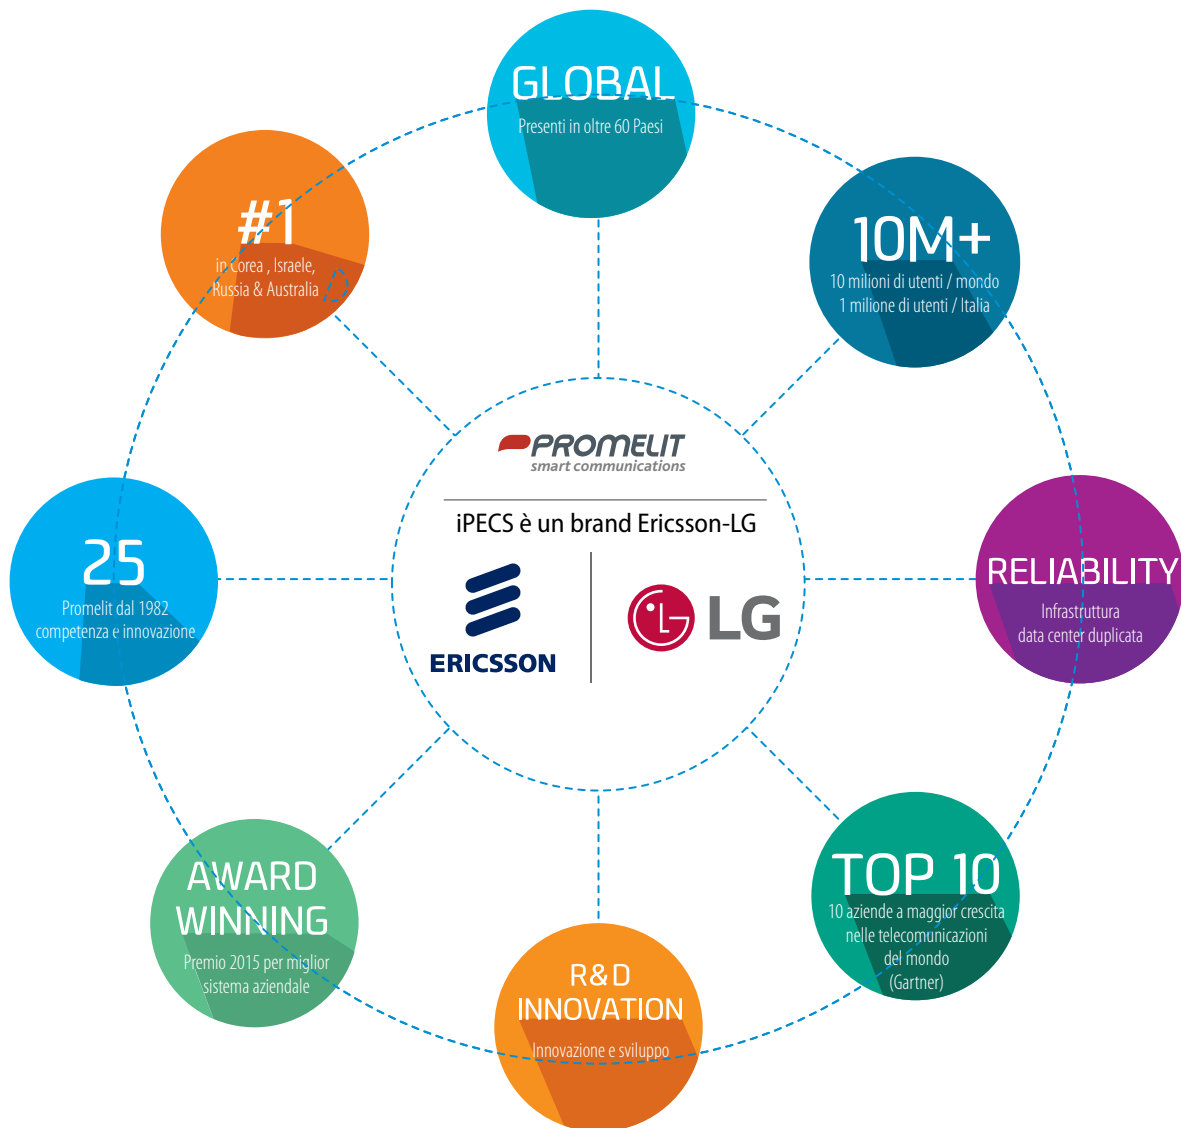 GLOBAL
Presenti in oltre 60 Paesi
#1
in Corea , Israele,
Russia & Australia
10M+
10 milioni di utenti / mondo
1 milione di utenti / Italia
PROMELIT
smart communications
iPECS è un brand Ericsson-LG
ERICSSON
LG
25
Promelit dal 1982
competenza e innovazione
RELIABILITY
Infrastruttura
data center duplicata
AWARD
WINNING
Premio 2015 per miglior
sistema aziendale
TOP 10
10 aziende a maggior crescita
nelle telecomunicazioni
del mondo
(Gartner)
R&D
INNOVATION
Innovazione e sviluppo